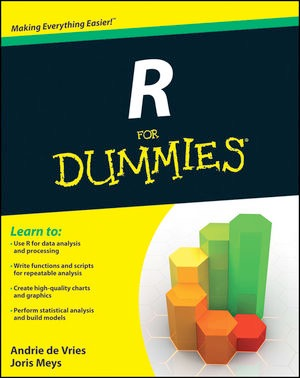 Making Everything Easier!™
R
FOR
DUMMIES®
Learn to:
• Use R for data analysis
and processing
• Write functions and scripts
for repeatable analysis
• Create high-quality charts
and graphics
• Perform statistical analysis
and build models
Andrie de Vries
Joris Meys